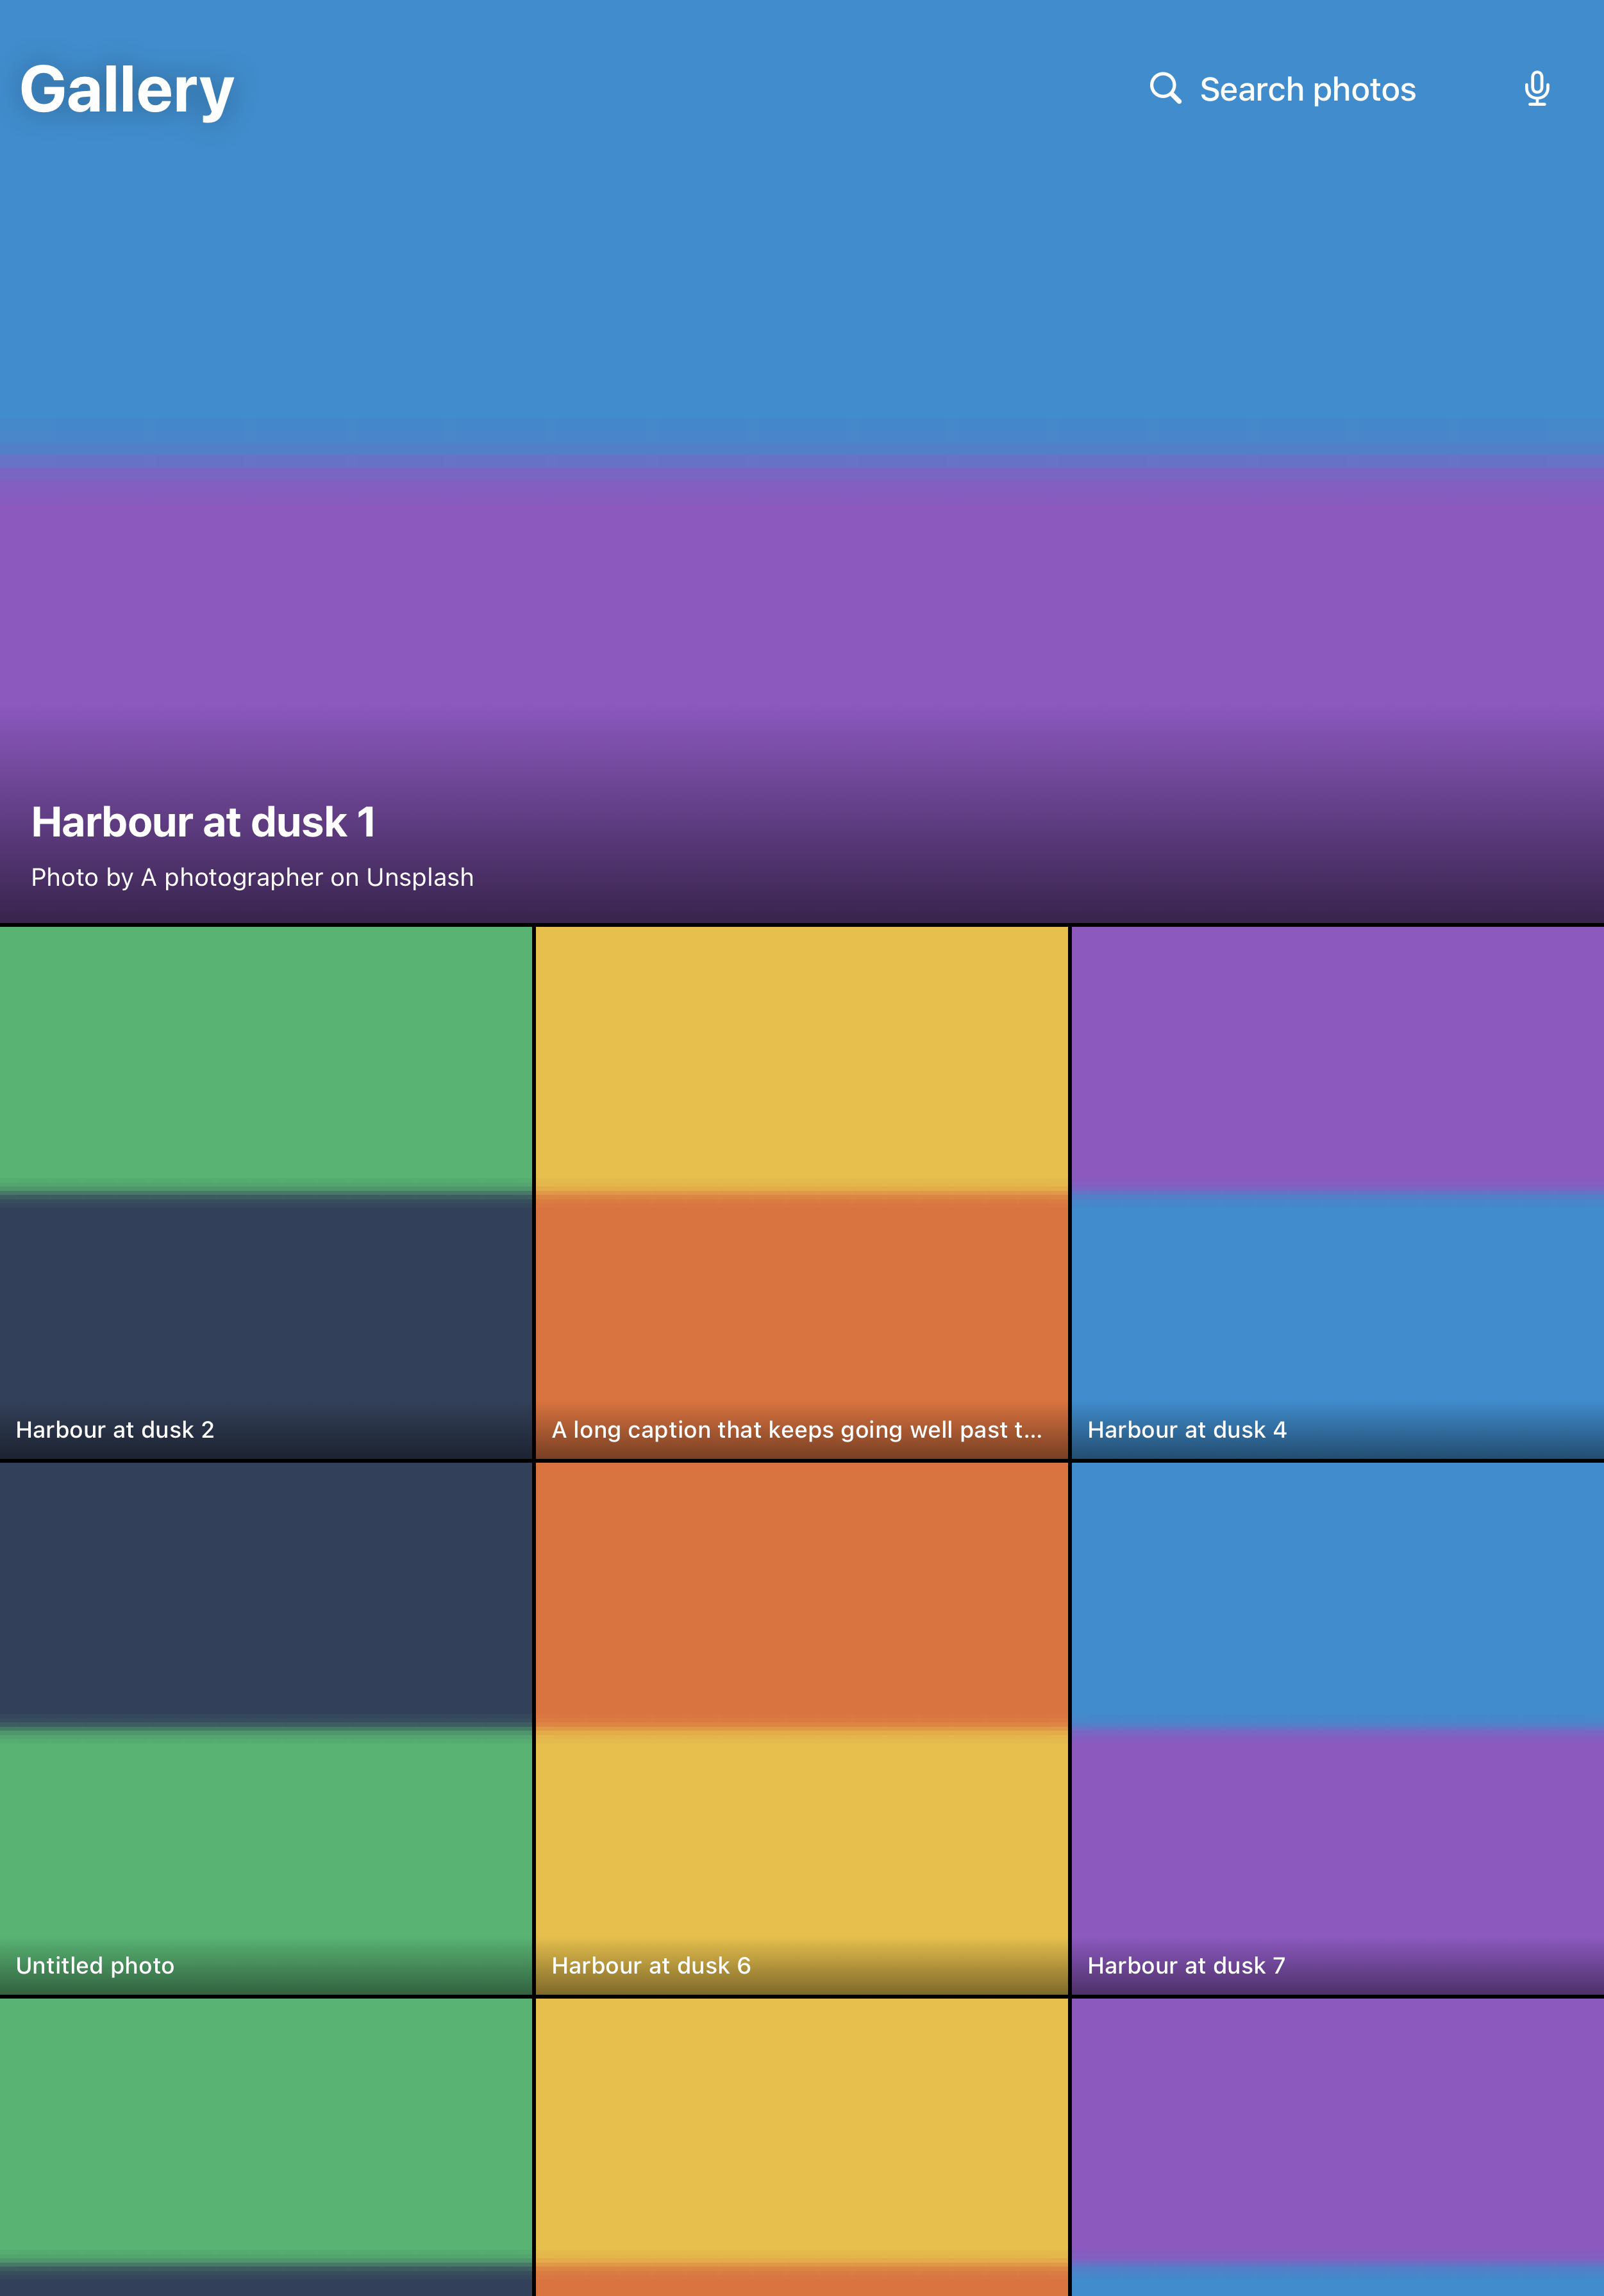 Gallery
Search photos
Harbour at dusk 1
Photo by A photographer on Unsplash
Harbour at dusk 2
A long caption that keeps going well past t…
Harbour at dusk 4
Untitled photo
Harbour at dusk 6
Harbour at dusk 7